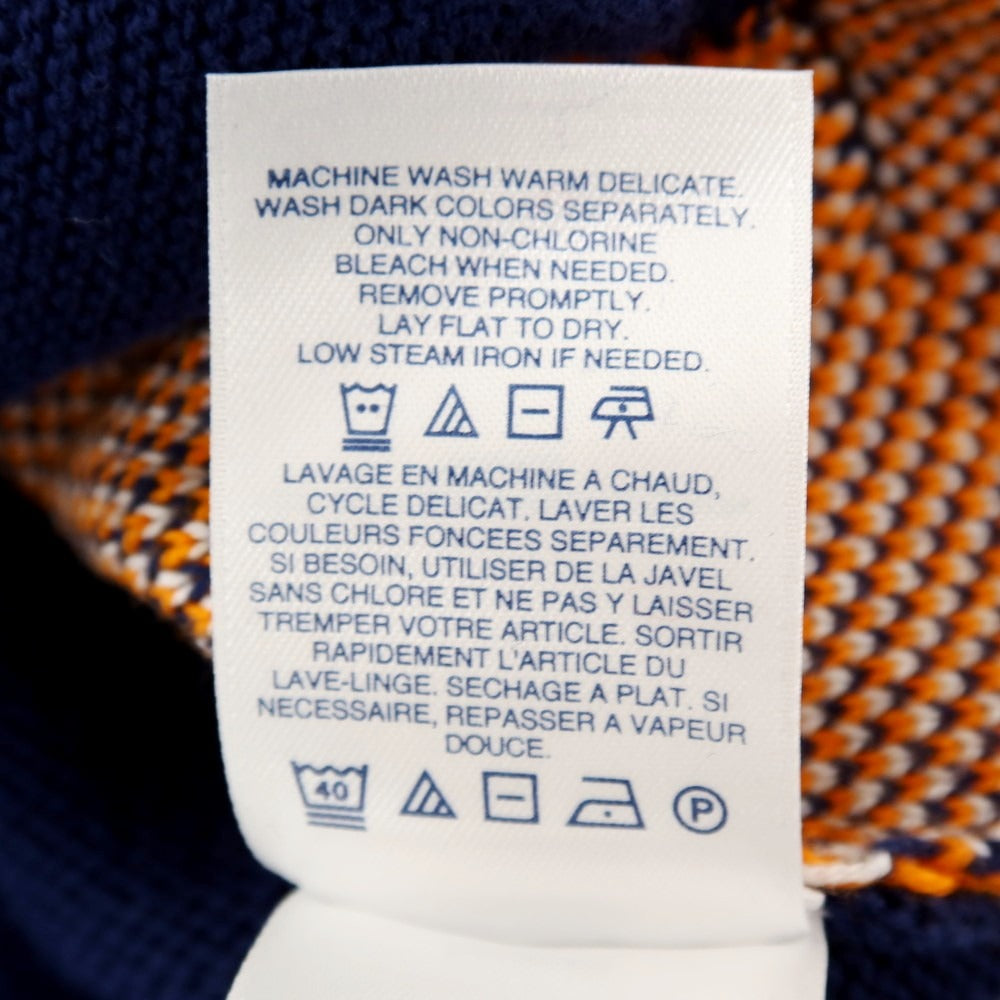 MACHINE WASH WARM DELICATE.
WASH DARK COLORS SEPARATELY.
ONLY NON-CHLORINE
BLEACH WHEN NEEDED.
REMOVE PROMPTLY.
LAY FLAT TO DRY.
LOW STEAM IRON IF NEEDED.
LAVAGE EN MACHINE A CHAUD,
CYCLE DELICAT. LAVER LES
COULEURS FONCEES SEPAREMENT.
SI BESOIN, UTILISER DE LA JAVEL
SANS CHLORE ET NE PAS Y LAISSER
TREMPER VOTRE ARTICLE. SORTIR
RAPIDEMENT L'ARTICLE DU
LAVE-LINGE. SECHAGE A PLAT. SI
NECESSAIRE, REPASSER A VAPEUR
DOUCE.
40 P